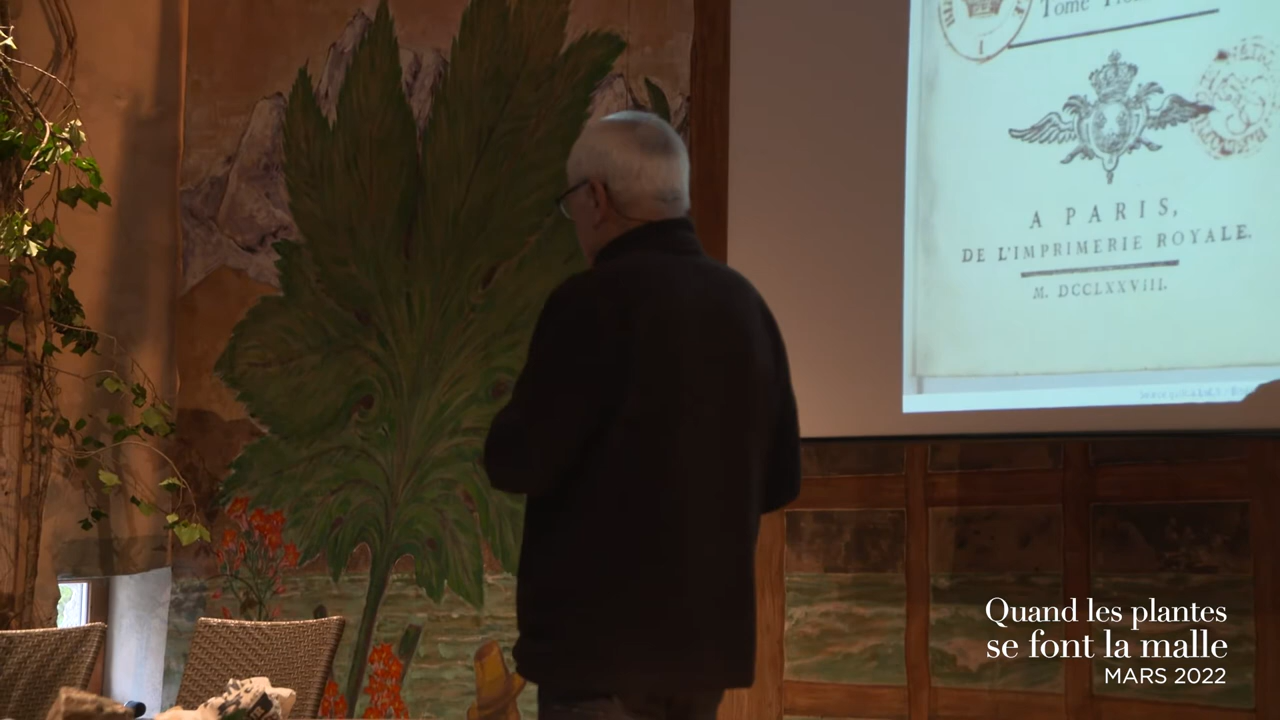 Tome
A PARIS,
DE L'IMPRIMERIE ROYALE.
M. DCCLXXVIII.
Quand les plantes
se font la malle
MARS 2022